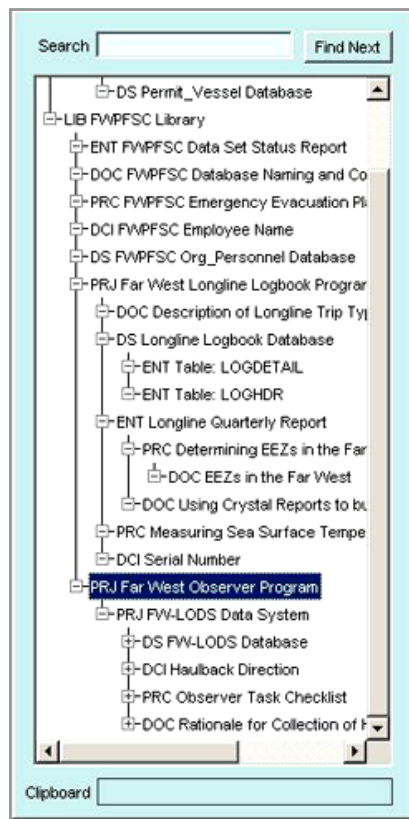 Search
Find Next
DS Permit_Vessel Database
LIB FWPFSC Library
ENT FWPFSC Data Set Status Report
DOC FWPFSC Database Naming and Co
PRC FWPFSC Emergency Evacuation Pl
DCI FWPFSC Employee Name
DS FWPFSC Org_Personnel Database
PRJ Far West Longline Logbook Program
DOC Description of Longline Trip Ty
DS Longline Logbook Database
ENT Table: LOGDETAIL
ENT Table: LOGHDR
ENT Longline Quarterly Report
PRC Determining EEZs in the Far
DOC EEZs in the Far West
DOC Using Crystal Reports to bu
PRC Measuring Sea Surface Tempe
DCI Serial Number
PRJ Far West Observer Program
PRJ FW-LODS Data System
DS FW-LODS Database
DCI Haulback Direction
PRC Observer Task Checklist
DOC Rationale for Collection of H
Clipboard